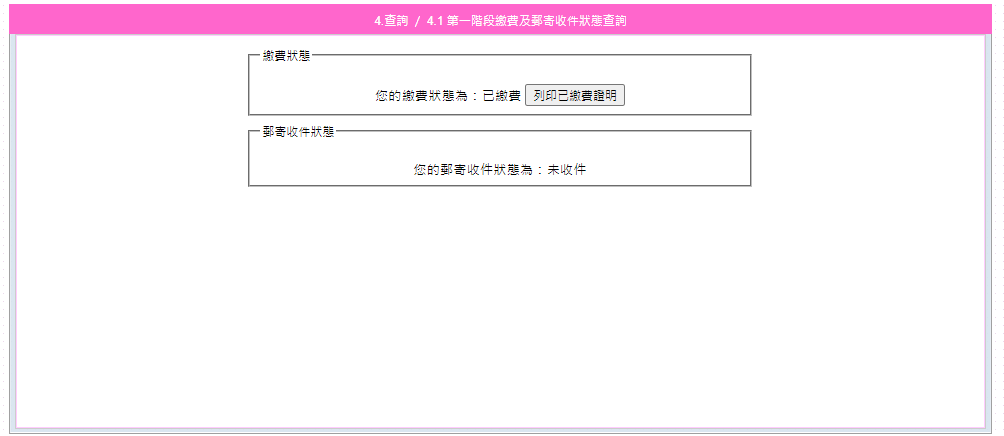 4.查詢 / 4.1 第一階段繳費及郵寄收件狀態查詢
繳費狀態
您的繳費狀態為：已繳費 列印已繳費證明
郵寄收件狀態
您的郵寄收件狀態為：未收件